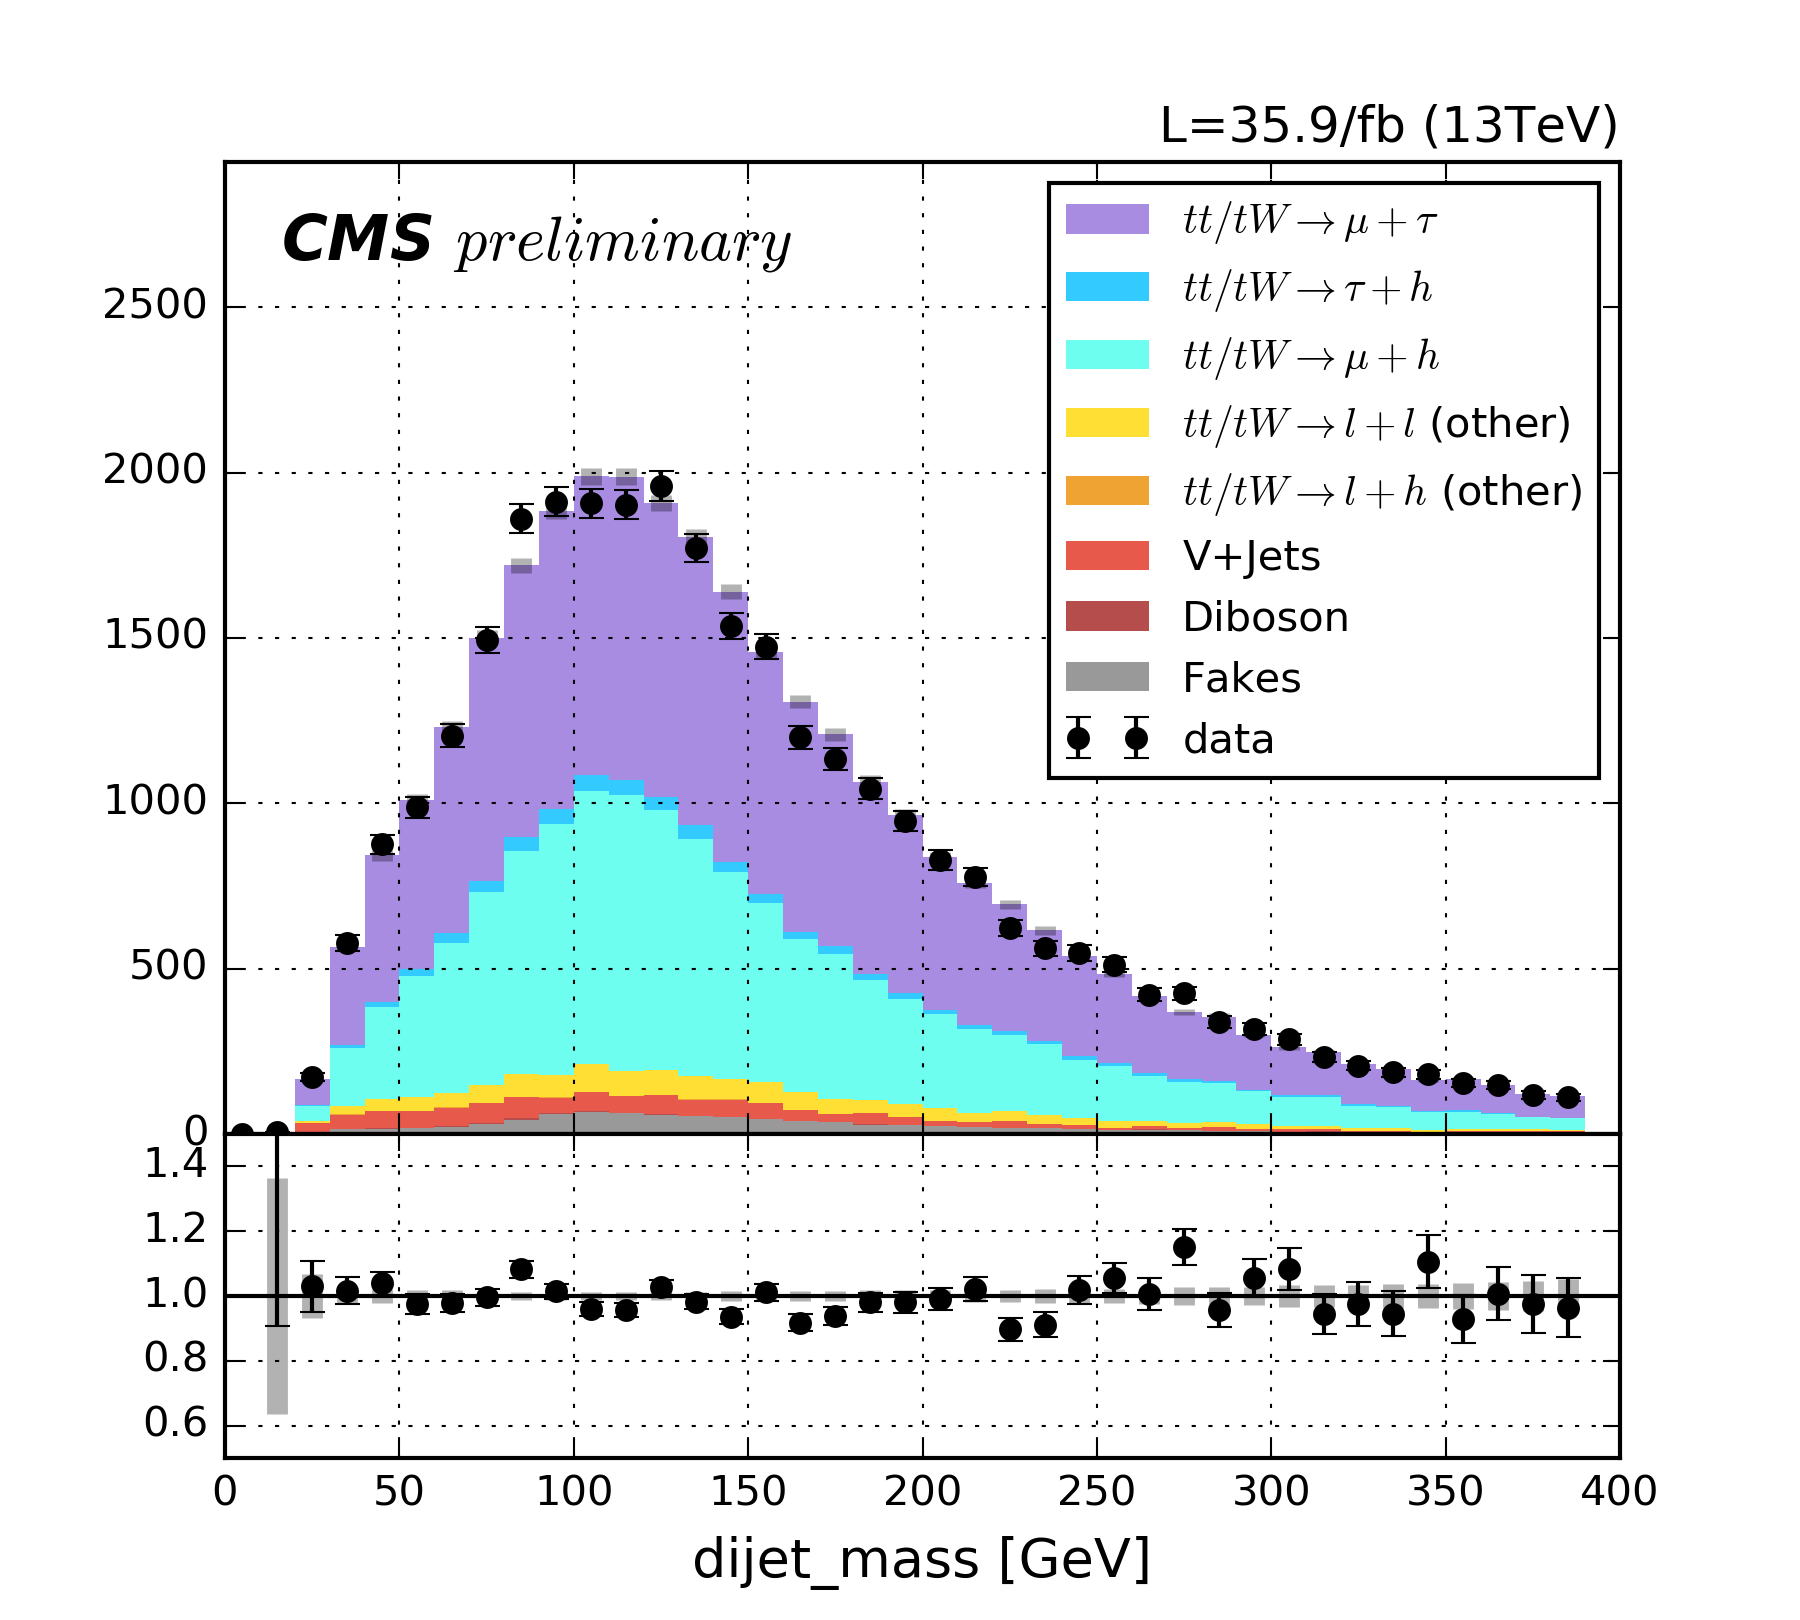 L=35.9/fb (13TeV)
CMS preliminary
tt/tW→μ+τ
tt/tW→τ+h
tt/tW→μ+h
tt/tW→l+l (other)
tt/tW→l+h (other)
V+Jets
Diboson
Fakes
data
2500
2000
1500
1000
500
0
1.4
1.2
1.0
0.8
0.6
0 50 100 150 200 250 300 350 400
dijet_mass [GeV]